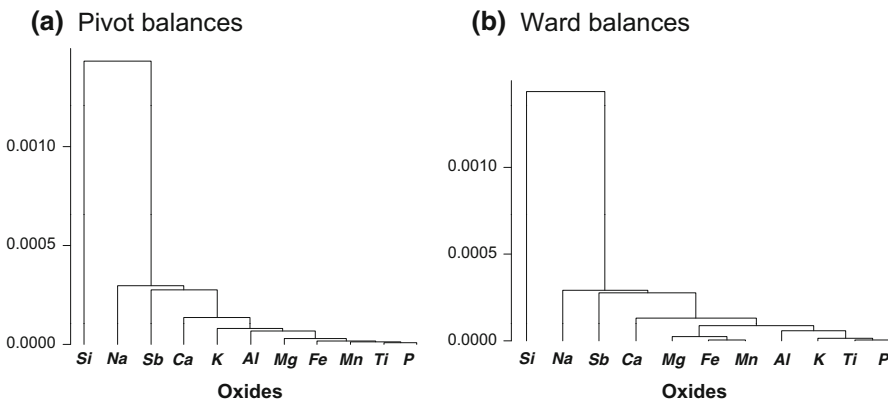 (a) Pivot balances
0.0010
0.0005
0.0000
Si Na Sb Ca K Al Mg Fe Mn Ti P
Oxides
(b) Ward balances
0.0010
0.0005
0.0000
Si Na Sb Ca Mg Fe Mn Al K Ti P
Oxides